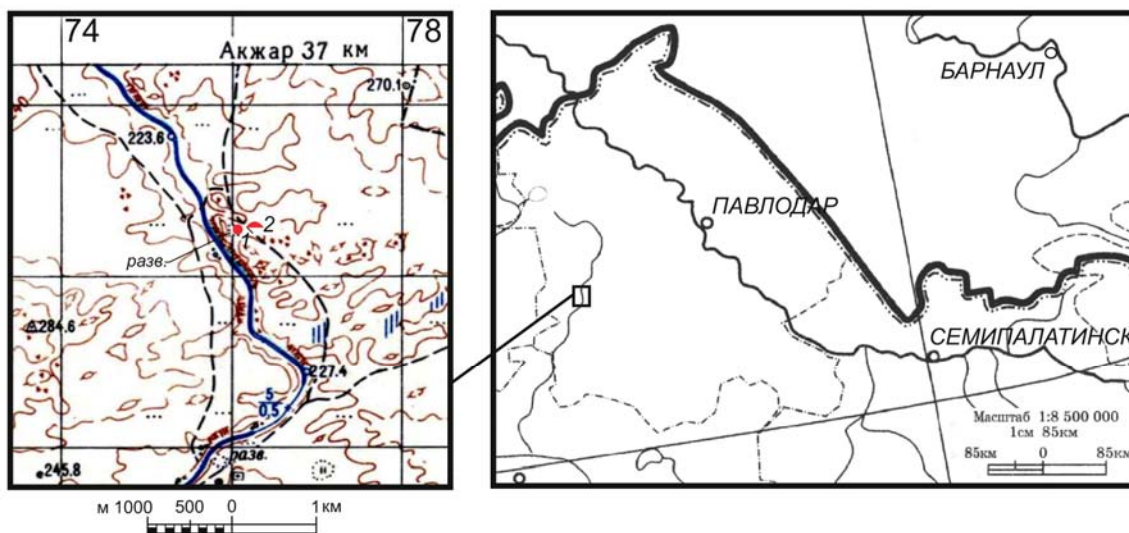 74
78
Акжар 37 км
270.1
223.6
2
1
разв.
284.6
227.4
5
0,5
разв.
245.8
м 1000 500 0 1 км
БАРНАУЛ
ПАВЛОДАР
СЕМИПАЛАТИНСК
Масштаб 1:8 500 000
1см 85км
85км 0 85км